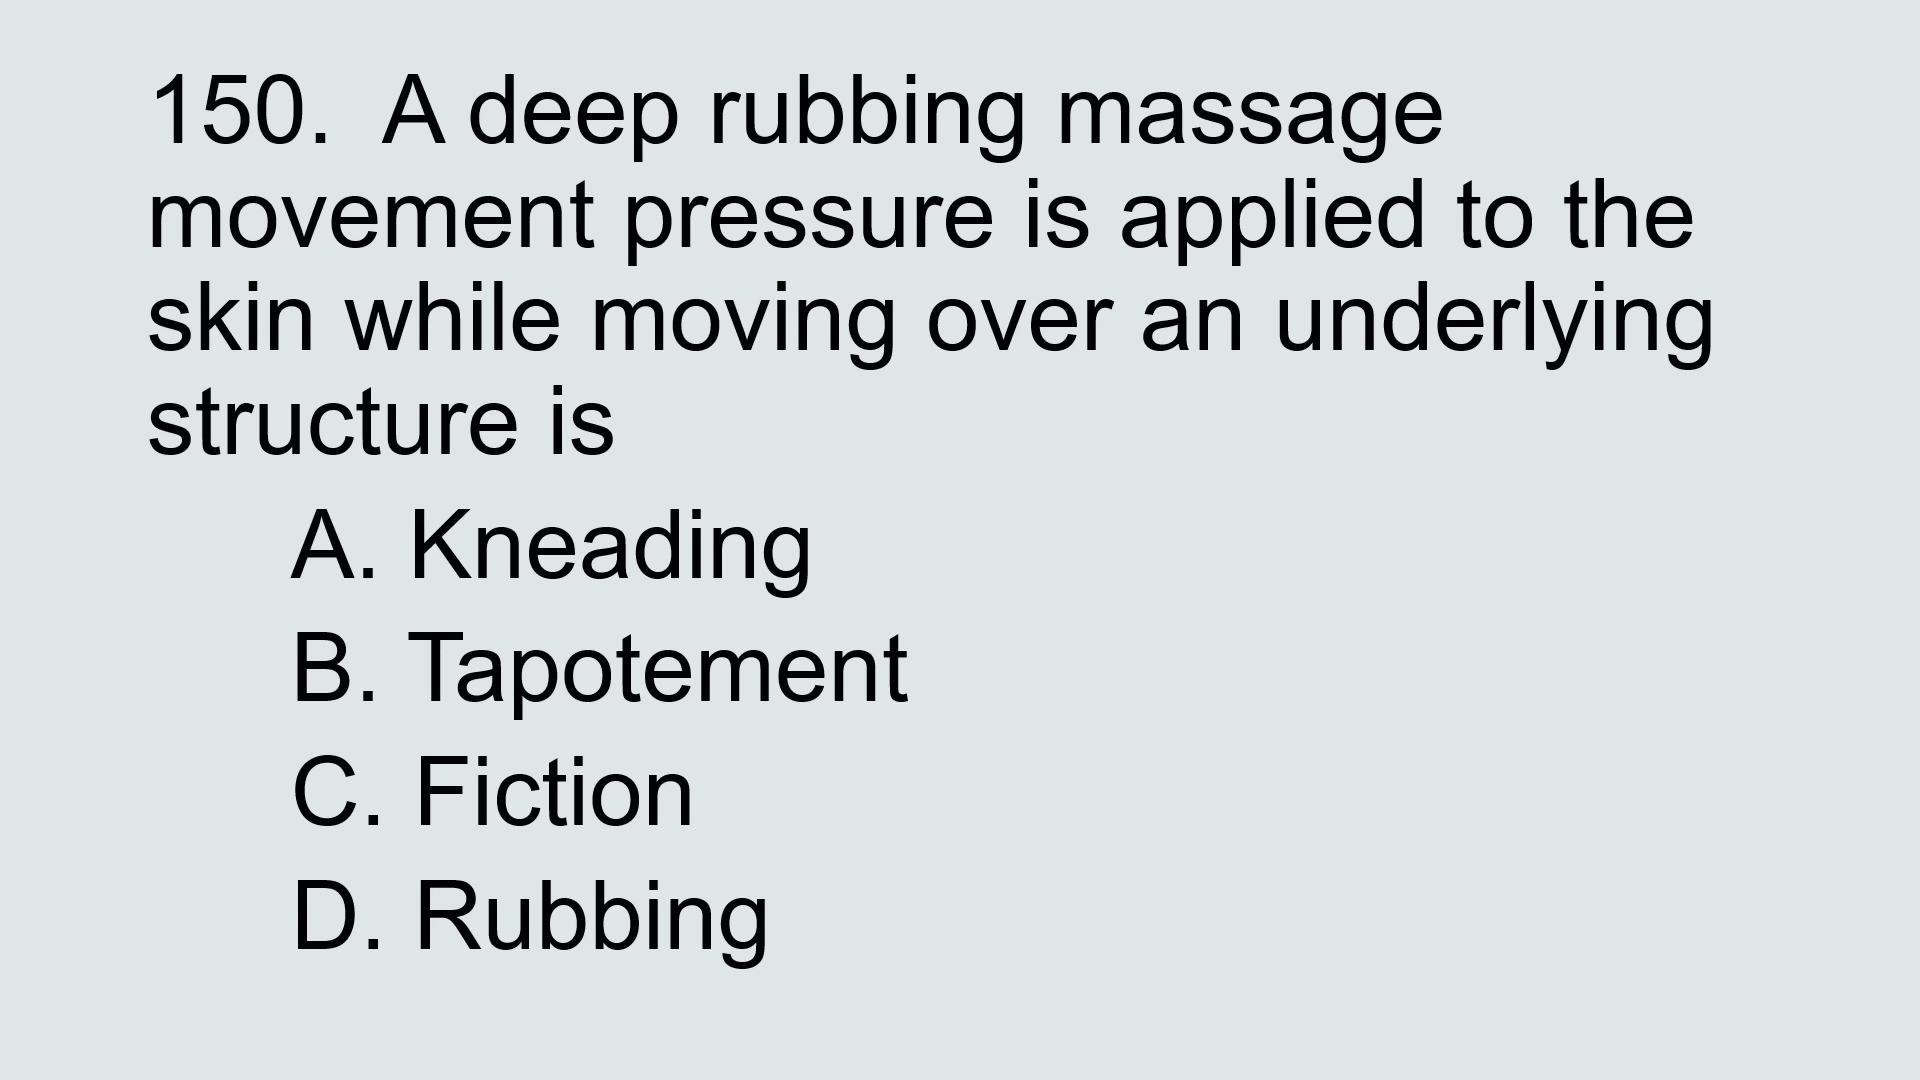 150.  A deep rubbing massage
movement pressure is applied to the
skin while moving over an underlying
structure is
A. Kneading
B. Tapotement
C. Fiction
D. Rubbing